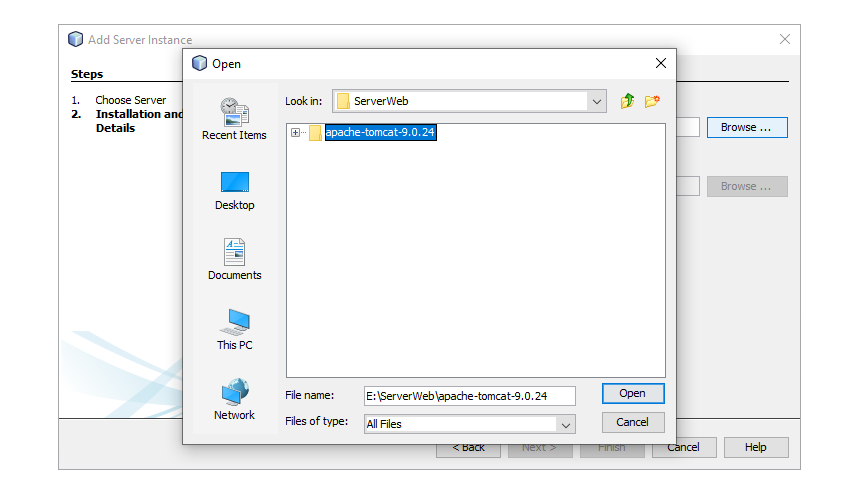 Add Server Instance
Open
Steps
1. Choose Server
2. Installation and
Details
Look in:
ServerWeb
apache-tomcat-9.0.24
Recent Items
Desktop
Documents
This PC
Network
File name:
E:\ServerWeb\apache-tomcat-9.0.24
Files of type:
All Files
Open
Cancel
Browse ...
Browse ...
< Back
Next >
Finish
Cancel
Help